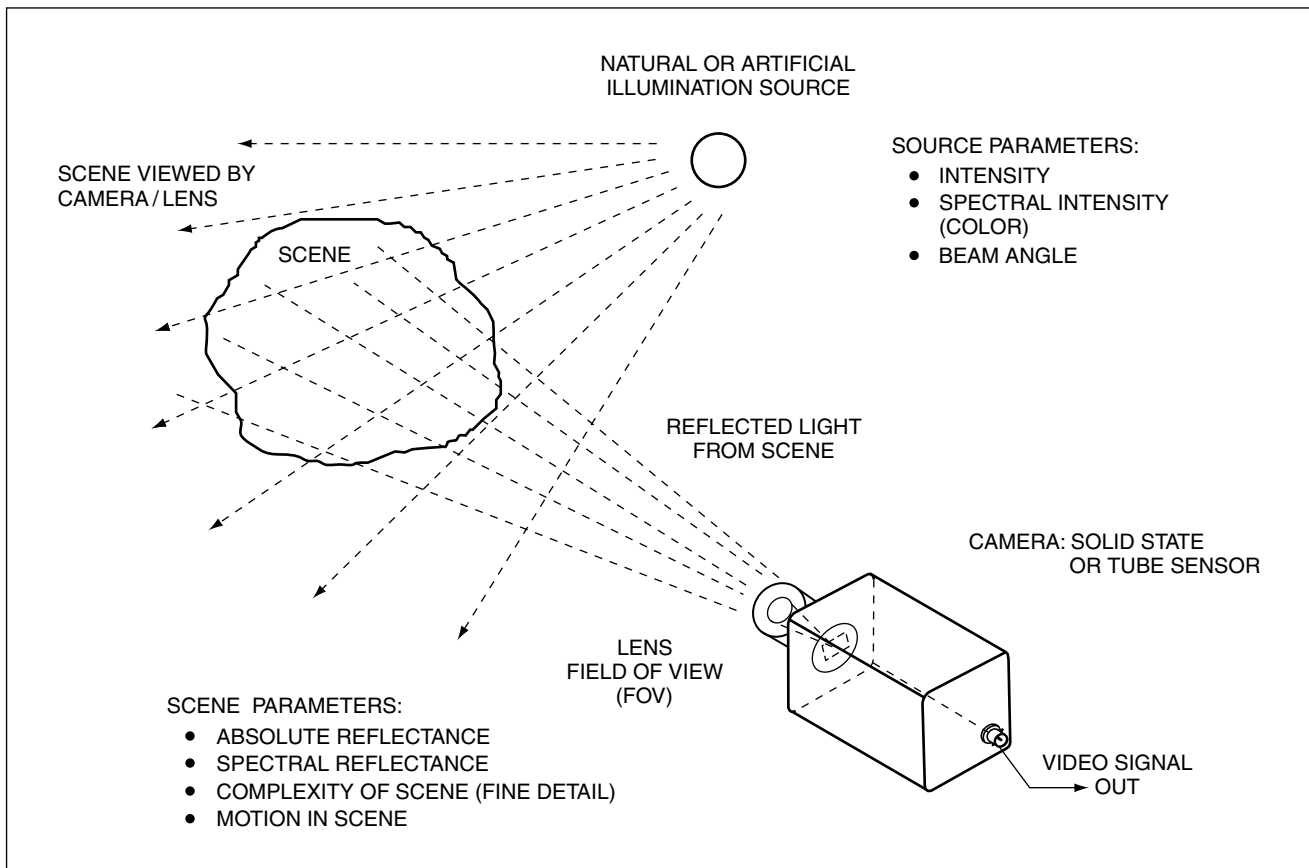 NATURAL OR ARTIFICIAL
ILLUMINATION SOURCE
SOURCE PARAMETERS:
● INTENSITY
● SPECTRAL INTENSITY
(COLOR)
● BEAM ANGLE
SCENE VIEWED BY
CAMERA / LENS
SCENE
REFLECTED LIGHT
FROM SCENE
CAMERA: SOLID STATE
OR TUBE SENSOR
LENS
FIELD OF VIEW
(FOV)
SCENE PARAMETERS:
● ABSOLUTE REFLECTANCE
● SPECTRAL REFLECTANCE
● COMPLEXITY OF SCENE (FINE DETAIL)
● MOTION IN SCENE
VIDEO SIGNAL
OUT